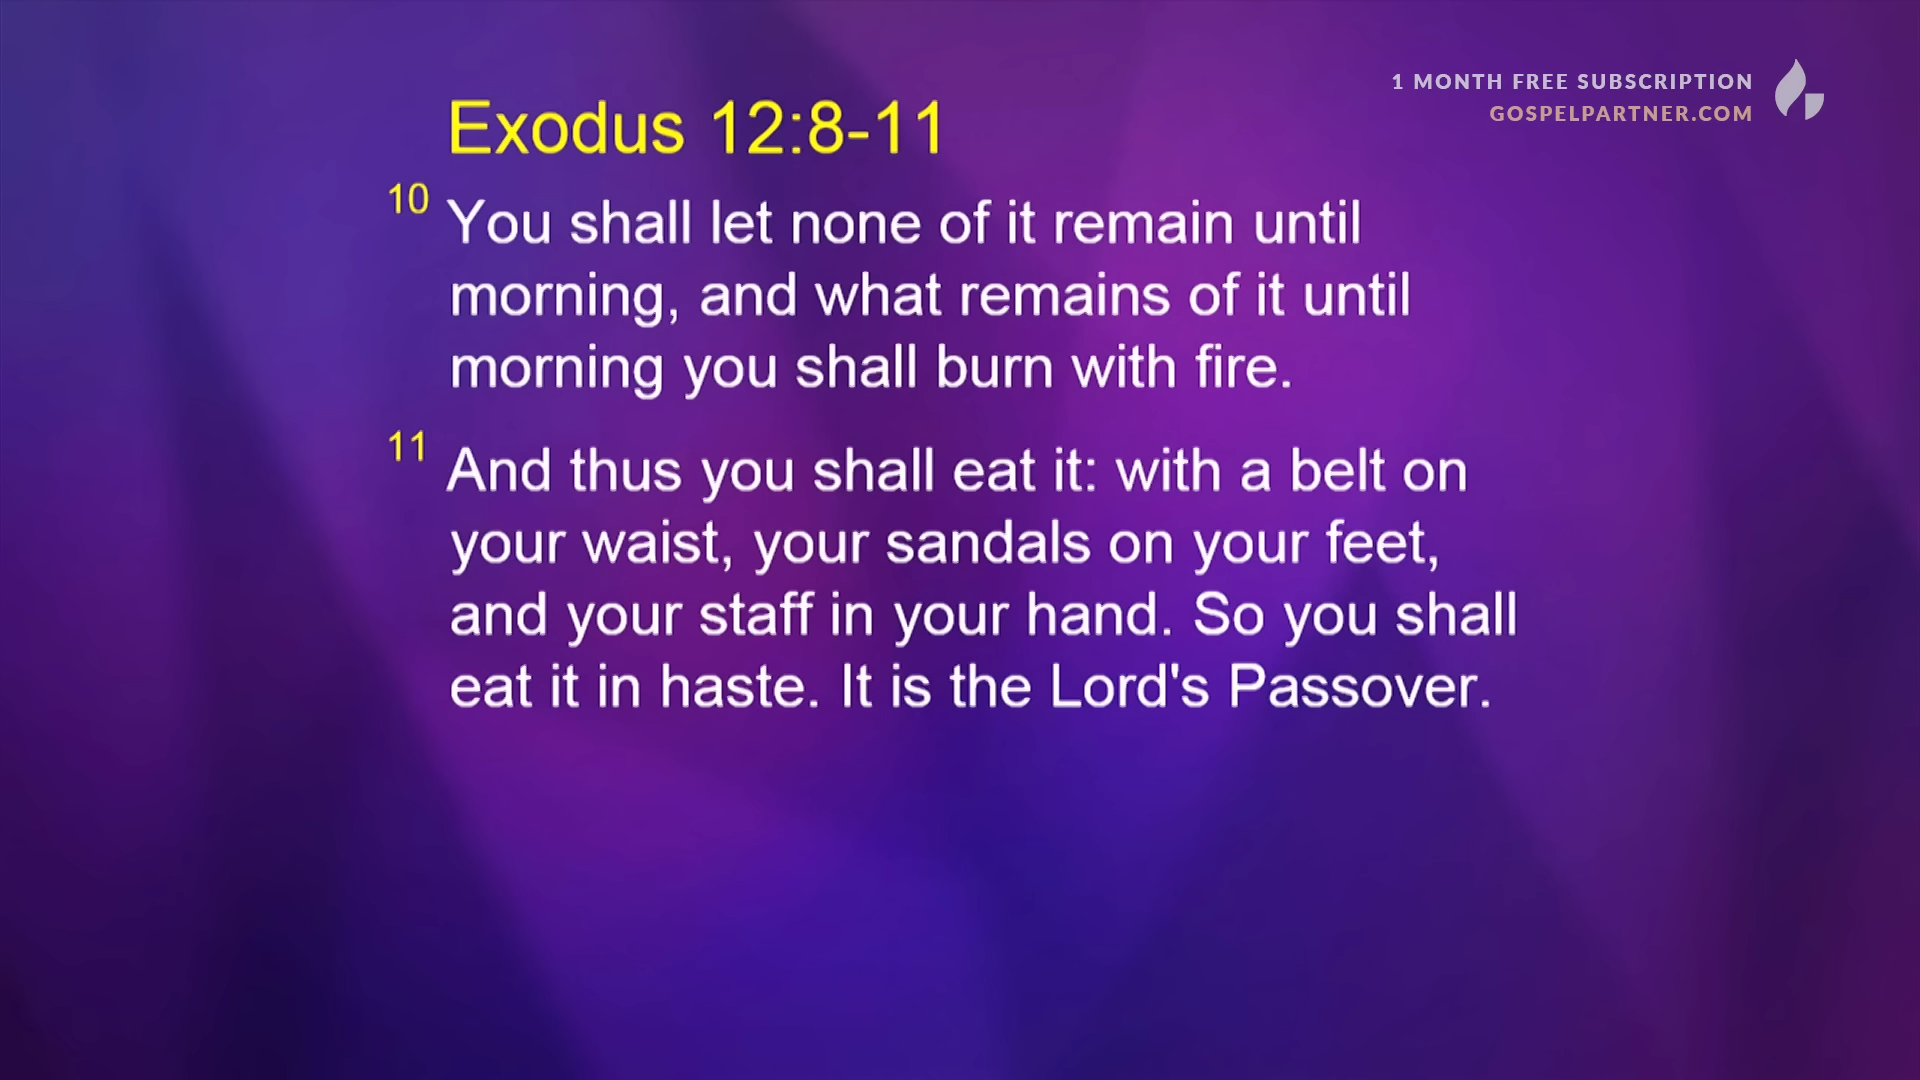 1 MONTH FREE SUBSCRIPTION
GOSPELPARTNER.COM
Exodus 12:8-11
10 You shall let none of it remain until
morning, and what remains of it until
morning you shall burn with fire.
11 And thus you shall eat it: with a belt on
your waist, your sandals on your feet,
and your staff in your hand. So you shall
eat it in haste. It is the Lord's Passover.